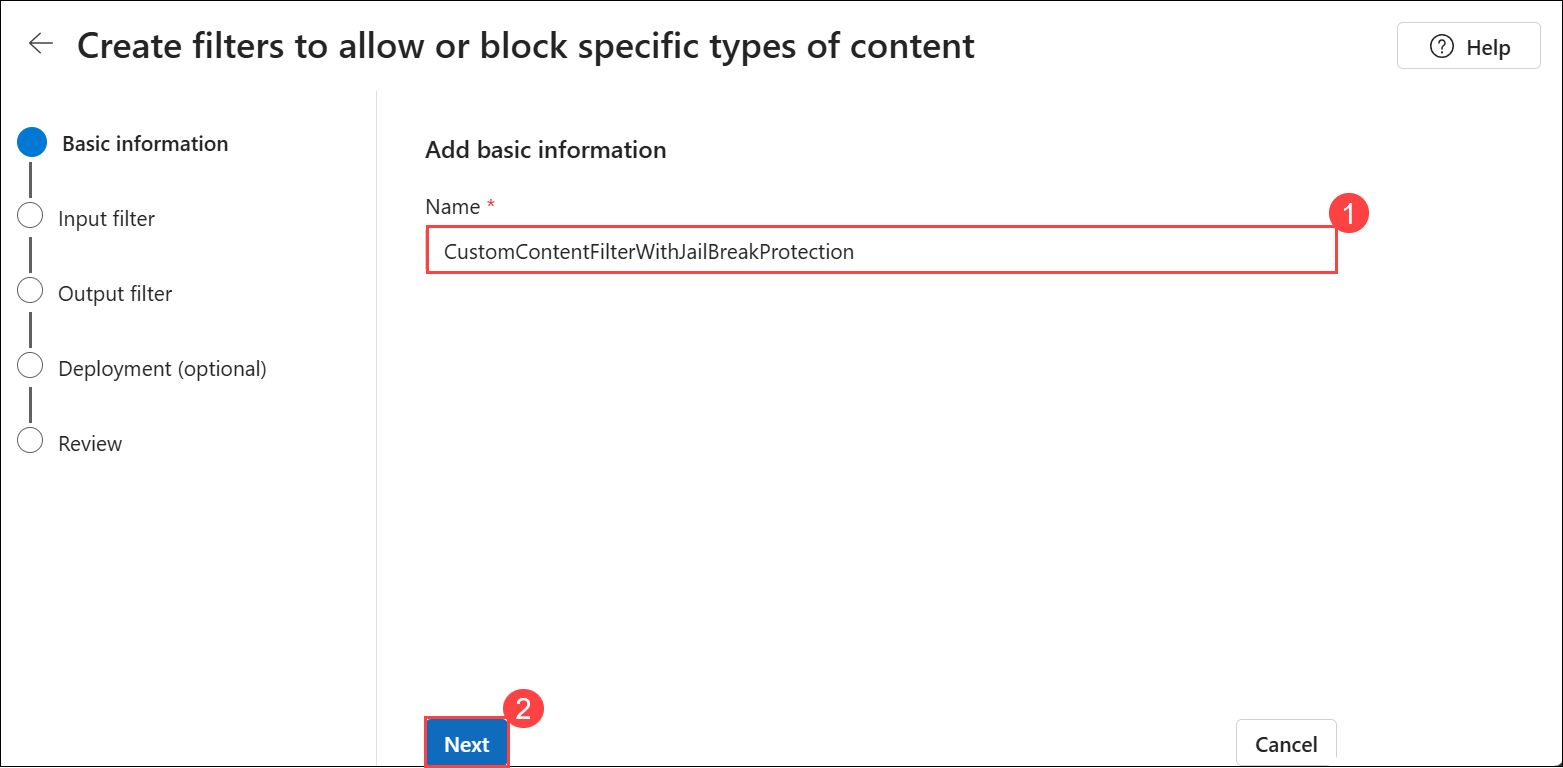 Create filters to allow or block specific types of content
Help
Basic information
Input filter
Output filter
Deployment (optional)
Review
Add basic information
Name *
1
CustomContentFilterWithJailBreakProtection
2
Next
Cancel